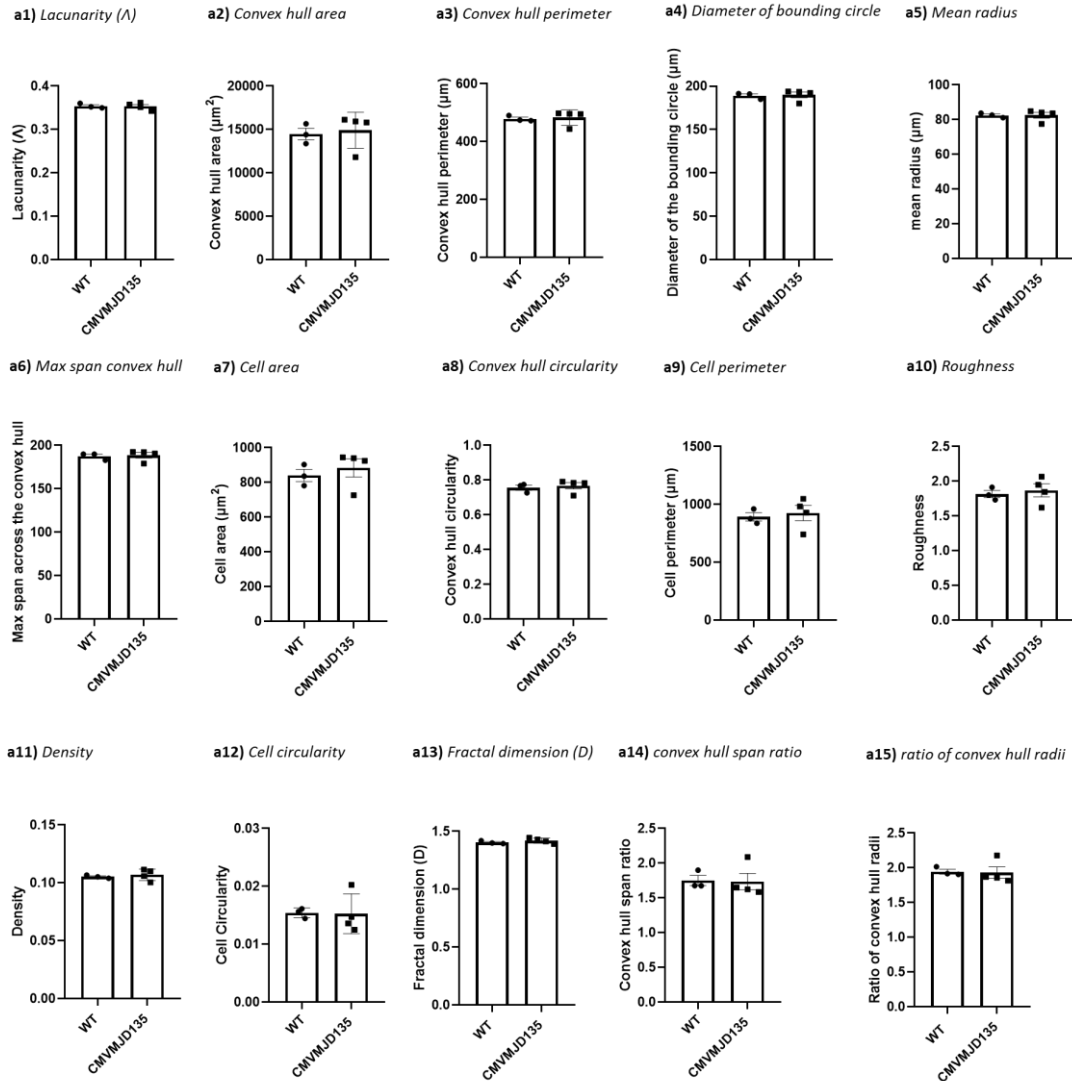 a1) Lacunarity (Λ)
a2) Convex hull area
a3) Convex hull perimeter
a4) Diameter of bounding circle
a5) Mean radius
Lacunarity (Λ)
0.4
0.3
0.2
0.1
0.0
WT
CMVMJD135
Convex hull area (µm²)
20000
15000
10000
5000
0
WT
CMVMJD135
Convex hull perimeter (µm)
600
400
200
0
WT
CMVMJD135
Diameter of the bounding circle (µm)
200
150
100
50
0
WT
CMVMJD135
mean radius (µm)
100
80
60
40
20
0
WT
CMVMJD135
a6) Max span convex hull
a7) Cell area
a8) Convex hull circularity
a9) Cell perimeter
a10) Roughness
Max span across the convex hull
200
150
100
50
0
WT
CMVMJD135
Cell area (µm²)
1000
800
600
400
200
0
WT
CMVMJD135
Convex hull circularity
1.0
0.8
0.6
0.4
0.2
0.0
WT
CMVMJD135
Cell perimeter (µm)
1500
1000
500
0
WT
CMVMJD135
Roughness
2.5
2.0
1.5
1.0
0.5
0.0
WT
CMVMJD135
a11) Density
a12) Cell circularity
a13) Fractal dimension (D)
a14) convex hull span ratio
a15) ratio of convex hull radii
Density
0.15
0.10
0.05
0.00
WT
CMVMJD135
Cell Circularity
0.03
0.02
0.01
0.00
WT
CMVMJD135
Fractal dimension (D)
1.5
1.0
0.5
0.0
WT
CMVMJD135
Convex hull span ratio
2.5
2.0
1.5
1.0
0.5
0.0
WT
CMVMJD135
Ratio of convex hull radii
2.5
2.0
1.5
1.0
0.5
0.0
WT
CMVMJD135